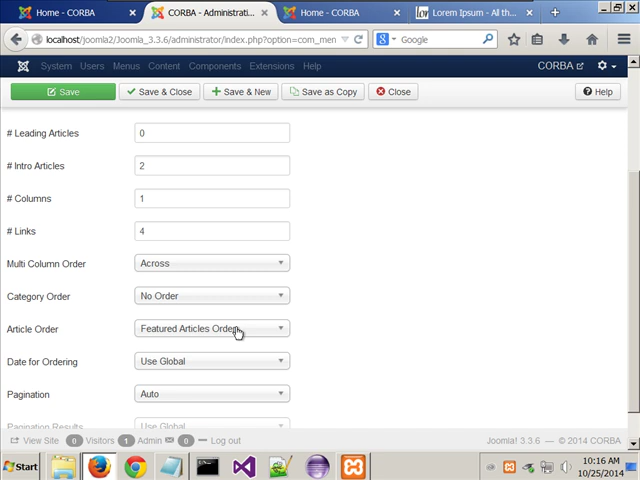 Home - CORBA
CORBA - Administrati...
Home - CORBA
Lorem Ipsum - All th...
localhost/joomla2/Joomla_3.3.6/administrator/index.php?option=com_men
Google
System Users Menus Content Components Extensions Help CORBA
Save Save & Close Save & New Save as Copy Close Help
# Leading Articles 0
# Intro Articles 2
# Columns 1
# Links 4
Multi Column Order Across
Category Order No Order
Article Order Featured Articles Order
Date for Ordering Use Global
Pagination Auto
Pagination Results Use Global
View Site 0 Visitors 1 Admin 0 Log out Joomla! 3.3.6 — © 2014 CORBA
Start 10:16 AM
10/25/2014